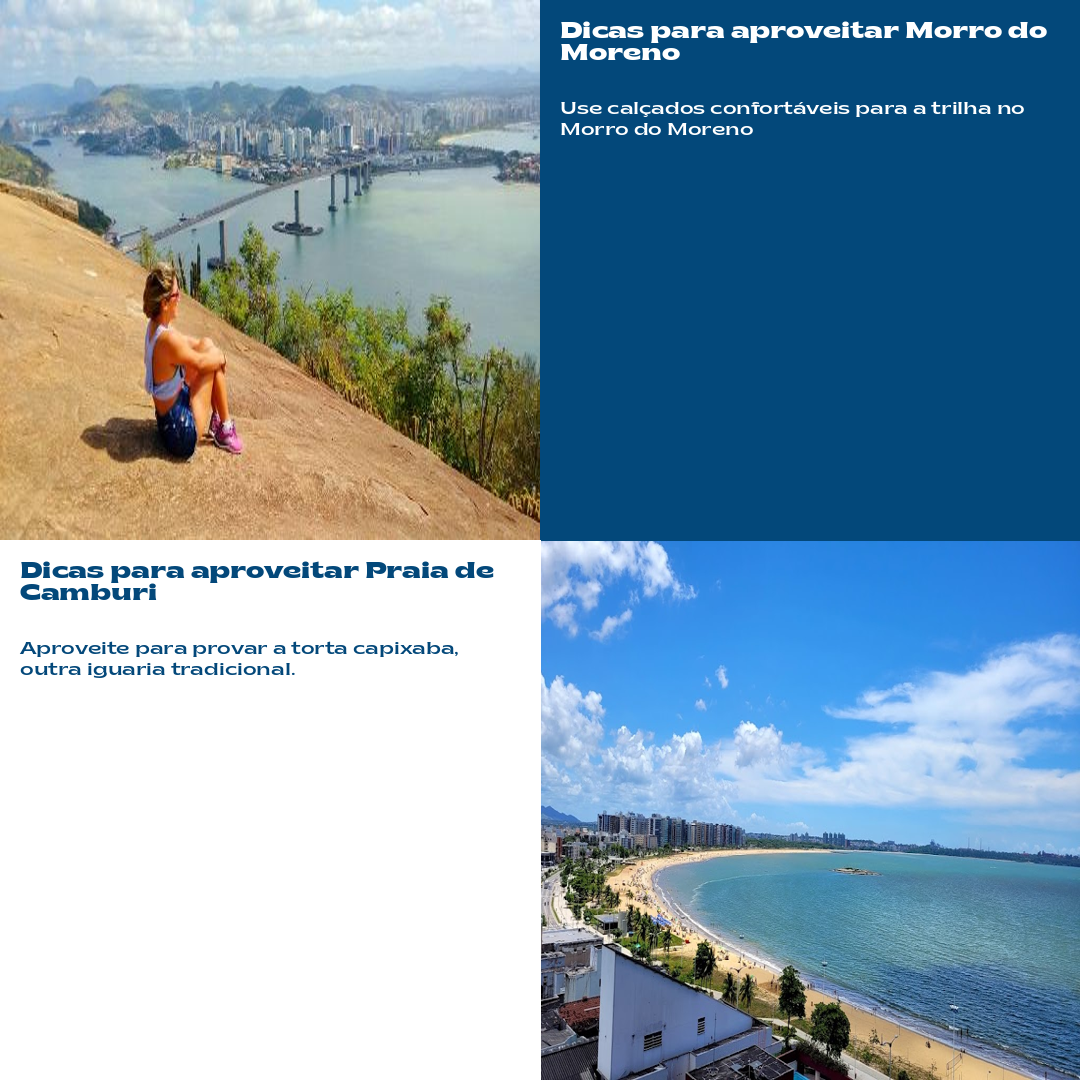 Dicas para aproveitar Morro do
Moreno
Use calçados confortáveis para a trilha no
Morro do Moreno
Dicas para aproveitar Praia de
Camburi
Aproveite para provar a torta capixaba,
outra iguaria tradicional.